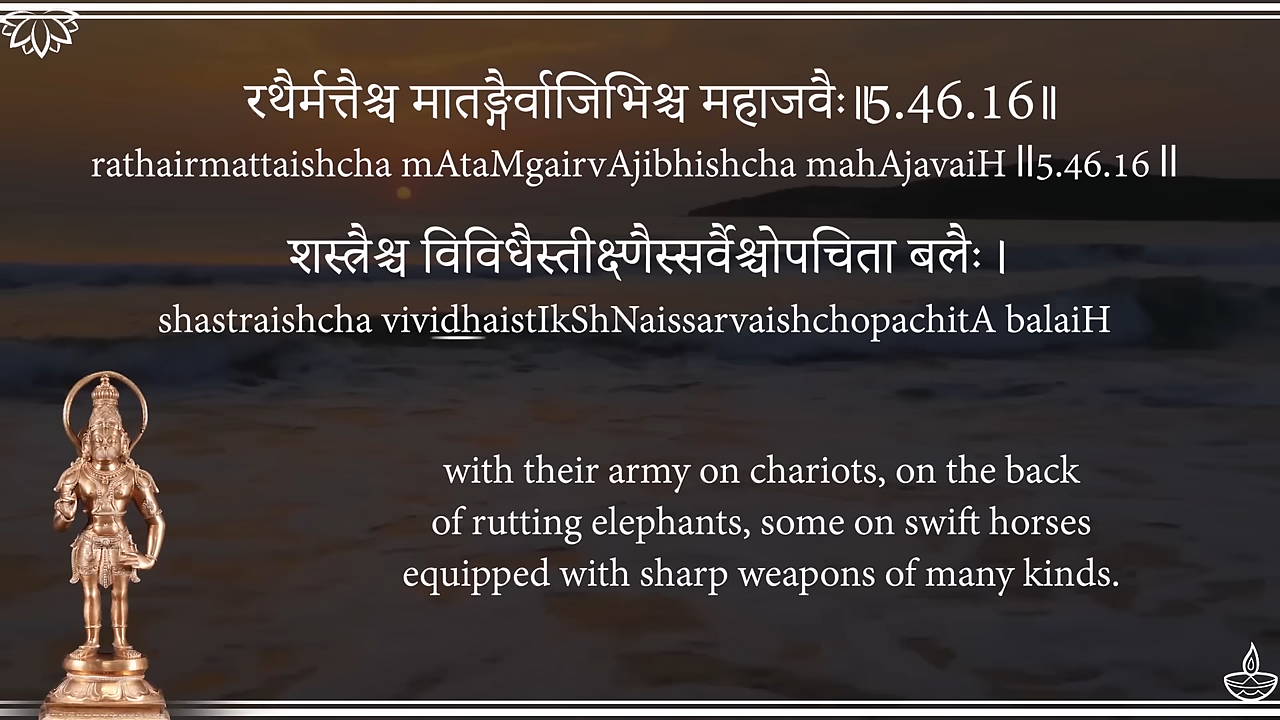 रथैर्मत्तैश्च मातङ्गैर्वाजिभिश्च महाजवैः॥5.46.16॥
rathairmattaishcha mAtaMgairvAjibhishcha mahAjavaiH ||5.46.16 ||
शस्त्रैश्च विविधैस्तीक्ष्णैस्सर्वैश्चोपचिता बलैः ।
shastraishcha vividhaistIkShNaissarvaishchopachitA balaiH
with their army on chariots, on the back
of rutting elephants, some on swift horses
equipped with sharp weapons of many kinds.